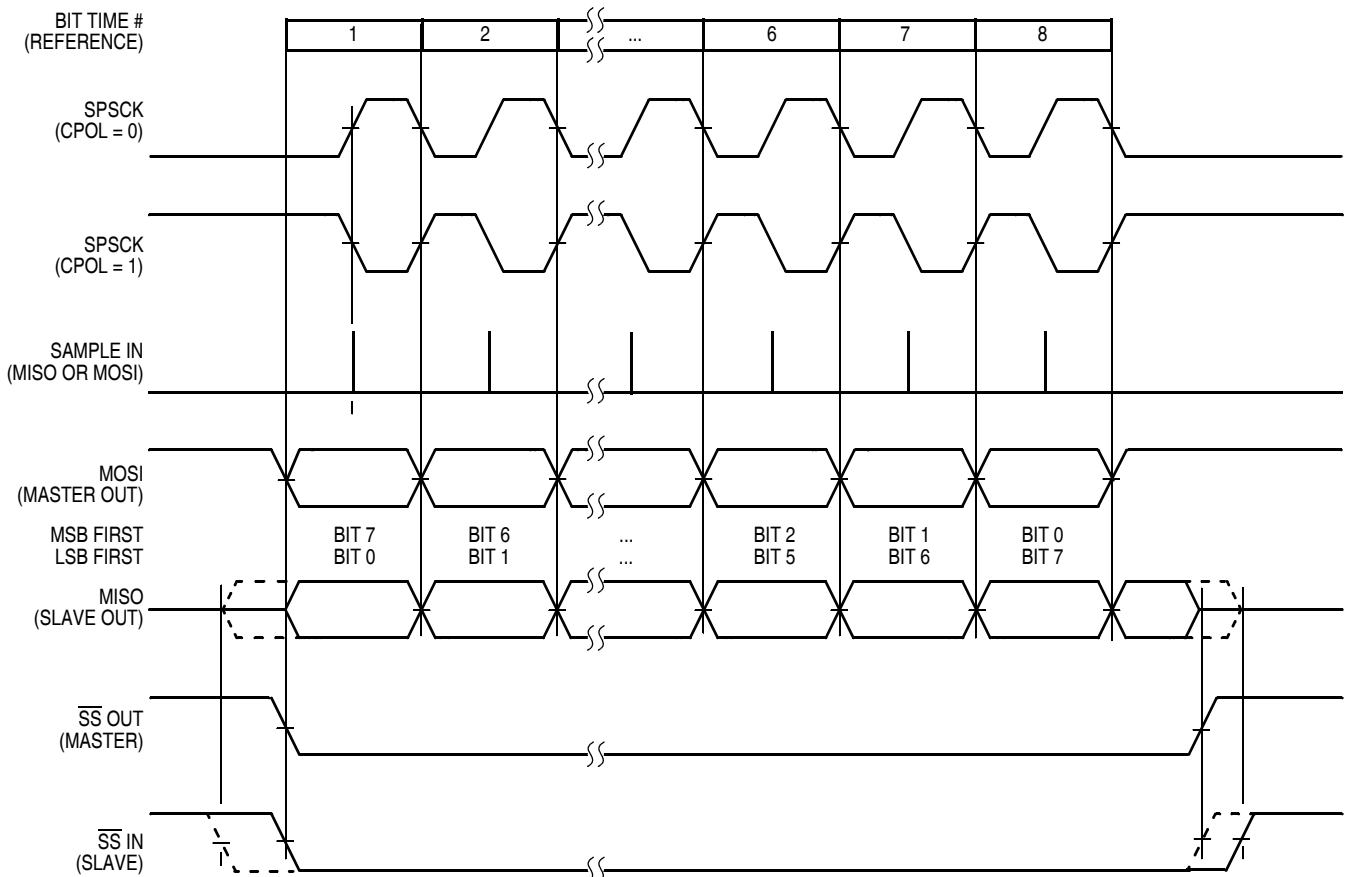 BIT TIME #
(REFERENCE)
1 2 ... 6 7 8
SPSCK
(CPOL = 0)
SPSCK
(CPOL = 1)
SAMPLE IN
(MISO OR MOSI)
MOSI
(MASTER OUT)
MSB FIRST BIT 7 BIT 6 ... BIT 2 BIT 1 BIT 0
LSB FIRST BIT 0 BIT 1 ... BIT 5 BIT 6 BIT 7
MISO
(SLAVE OUT)
S̅S̅ OUT
(MASTER)
S̅S̅ IN
(SLAVE)